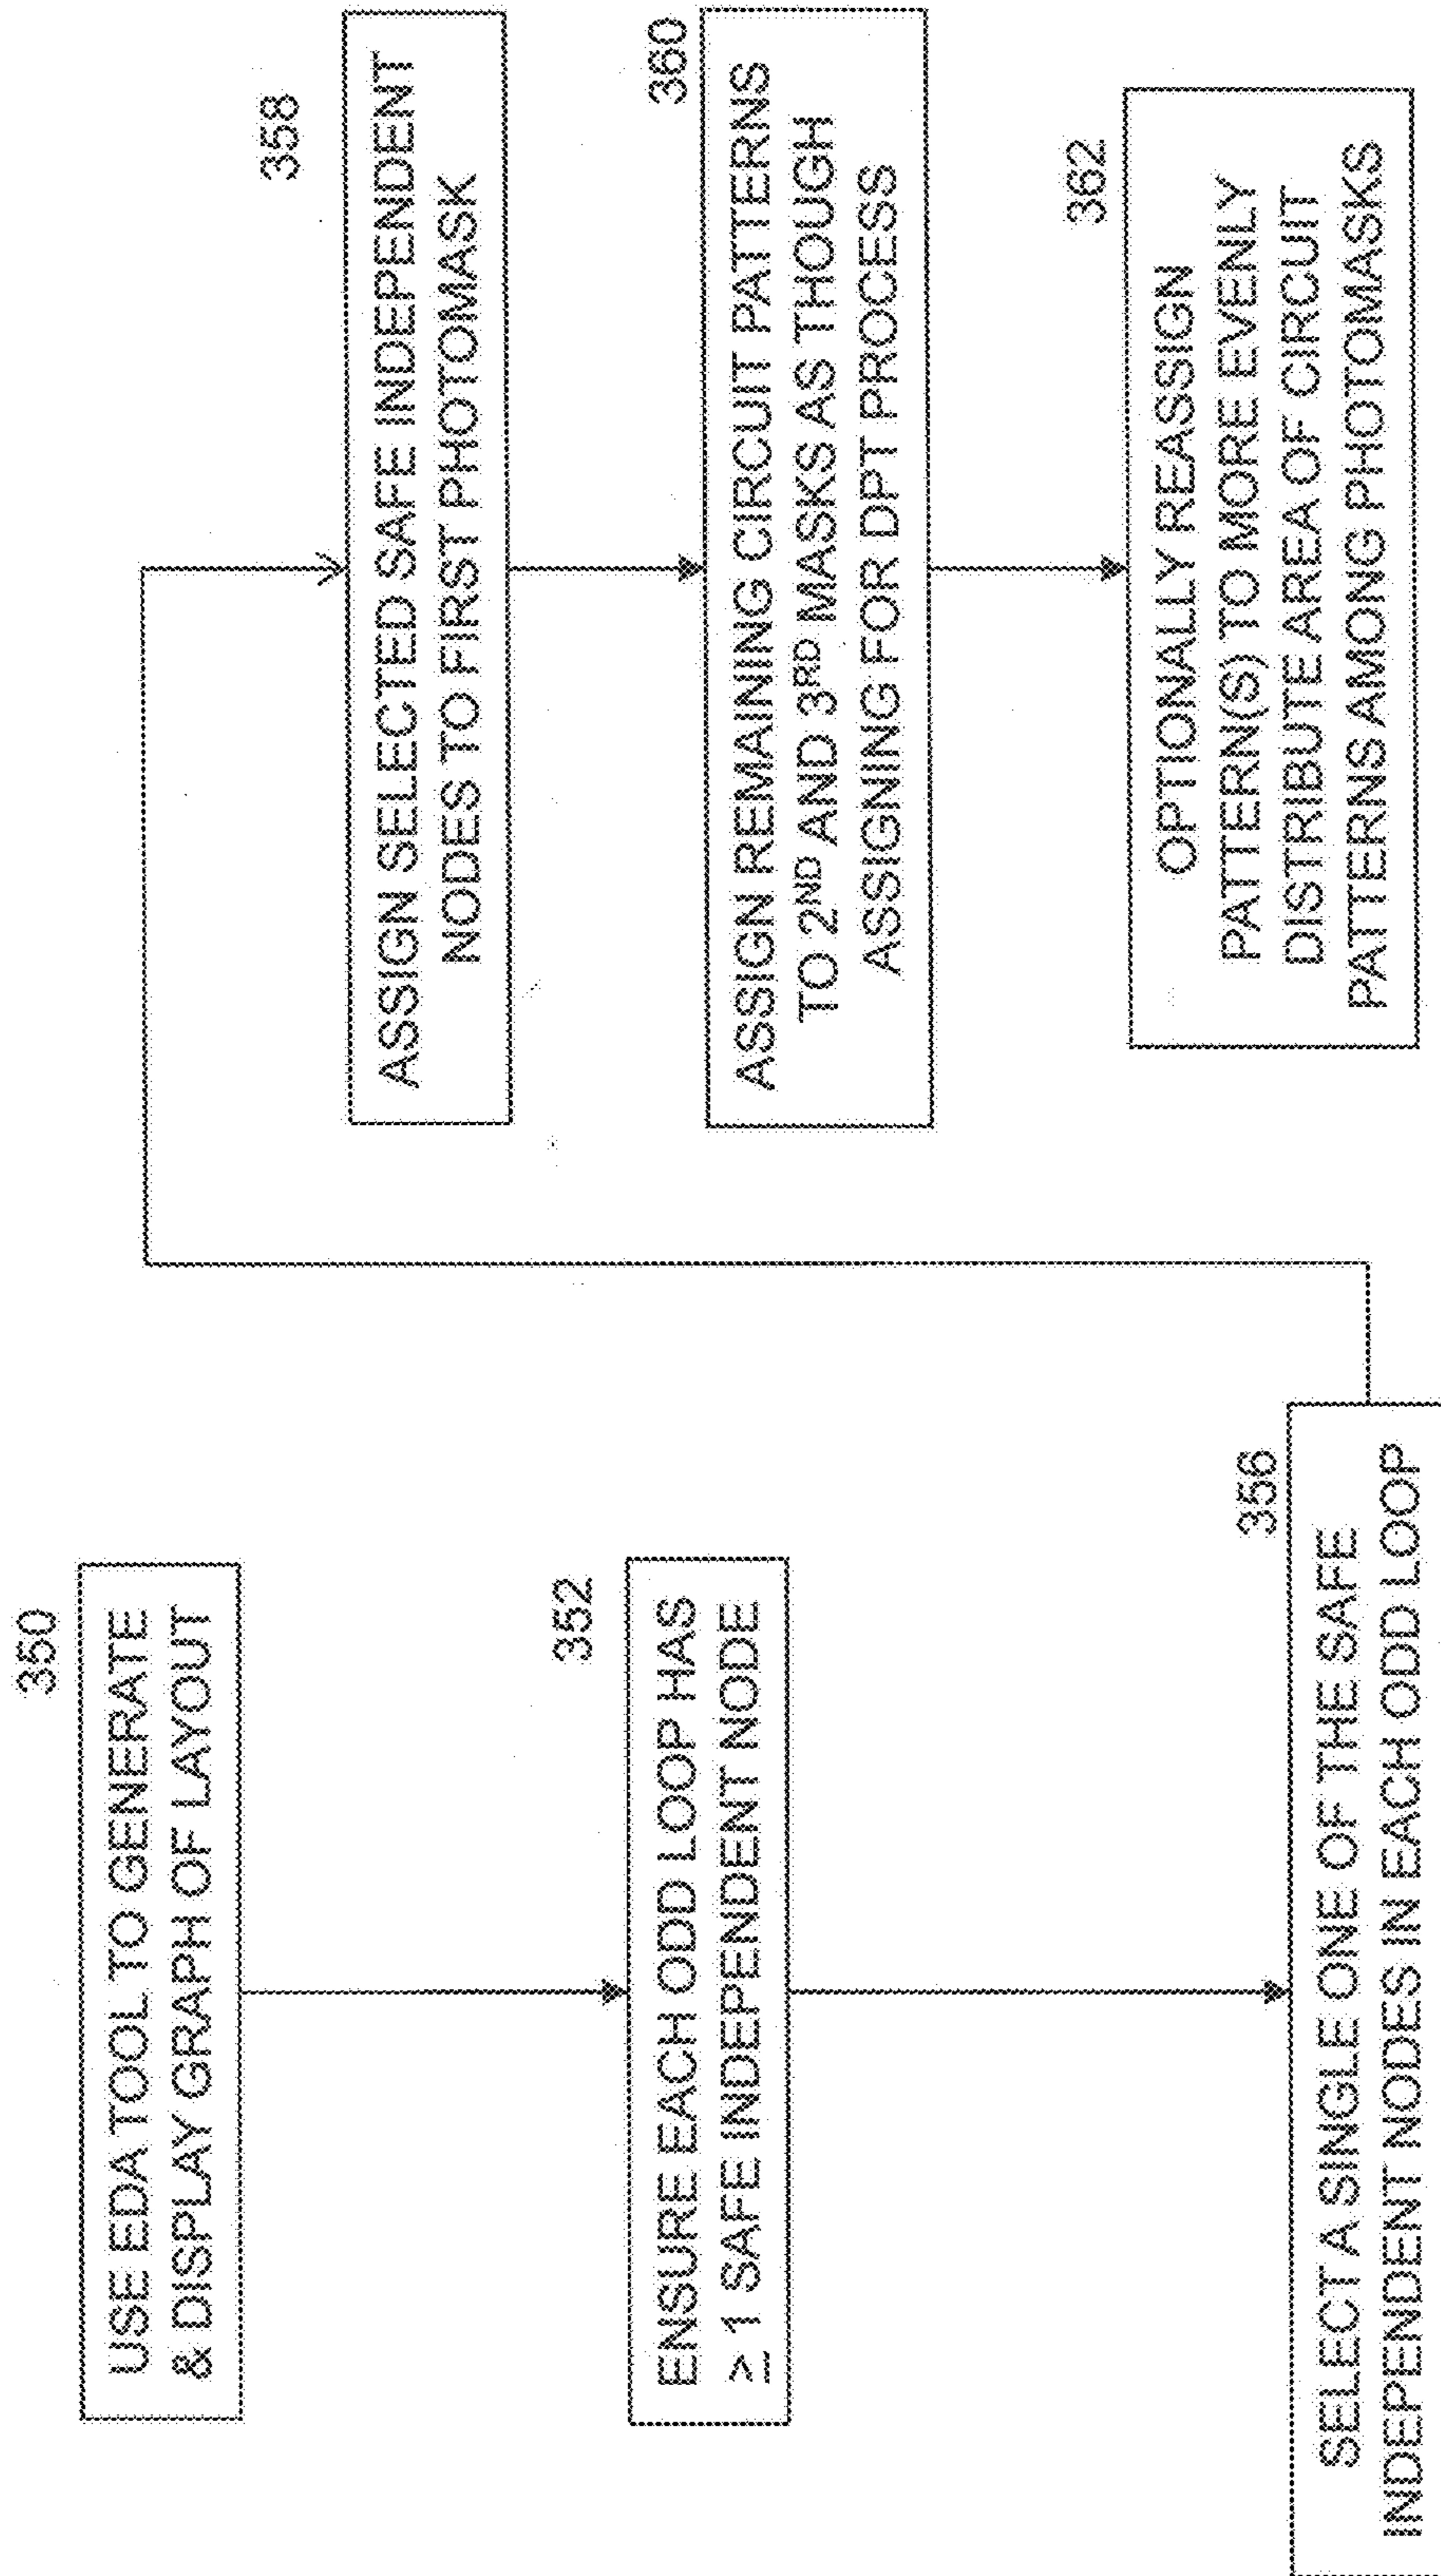 350
USE EDA TOOL TO GENERATE
& DISPLAY GRAPH OF LAYOUT
352
ENSURE EACH ODD LOOP HAS
≥ 1 SAFE INDEPENDENT NODE
356
SELECT A SINGLE ONE OF THE SAFE
INDEPENDENT NODES IN EACH ODD LOOP
358
ASSIGN SELECTED SAFE INDEPENDENT
NODES TO FIRST PHOTOMASK
360
ASSIGN REMAINING CIRCUIT PATTERNS
TO 2ND AND 3RD MASKS AS THOUGH
ASSIGNING FOR DPT PROCESS
362
OPTIONALLY REASSIGN
PATTERN(S) TO MORE EVENLY
DISTRIBUTE AREA OF CIRCUIT
PATTERNS AMONG PHOTOMASKS